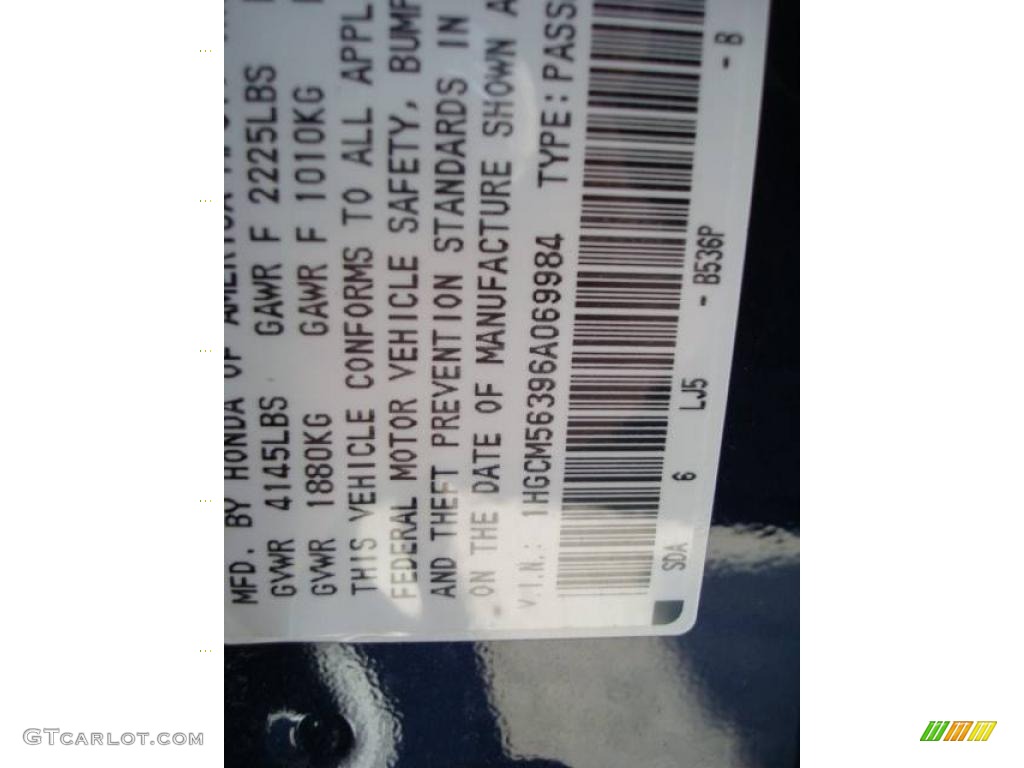 MFD. BY HONDA OF AMERICA
GVWR 4145LBS GAWR F 2225LBS
GVWR 1880KG GAWR F 1010KG
THIS VEHICLE CONFORMS TO ALL APPL
FEDERAL MOTOR VEHICLE SAFETY, BUMP
AND THEFT PREVENTION STANDARDS IN
ON THE DATE OF MANUFACTURE SHOWN A
V.I.N.: 1HGCM56396A069984 TYPE:PASS
SDA 6 LJ5 - B536P - B
GTCARLOT.COM